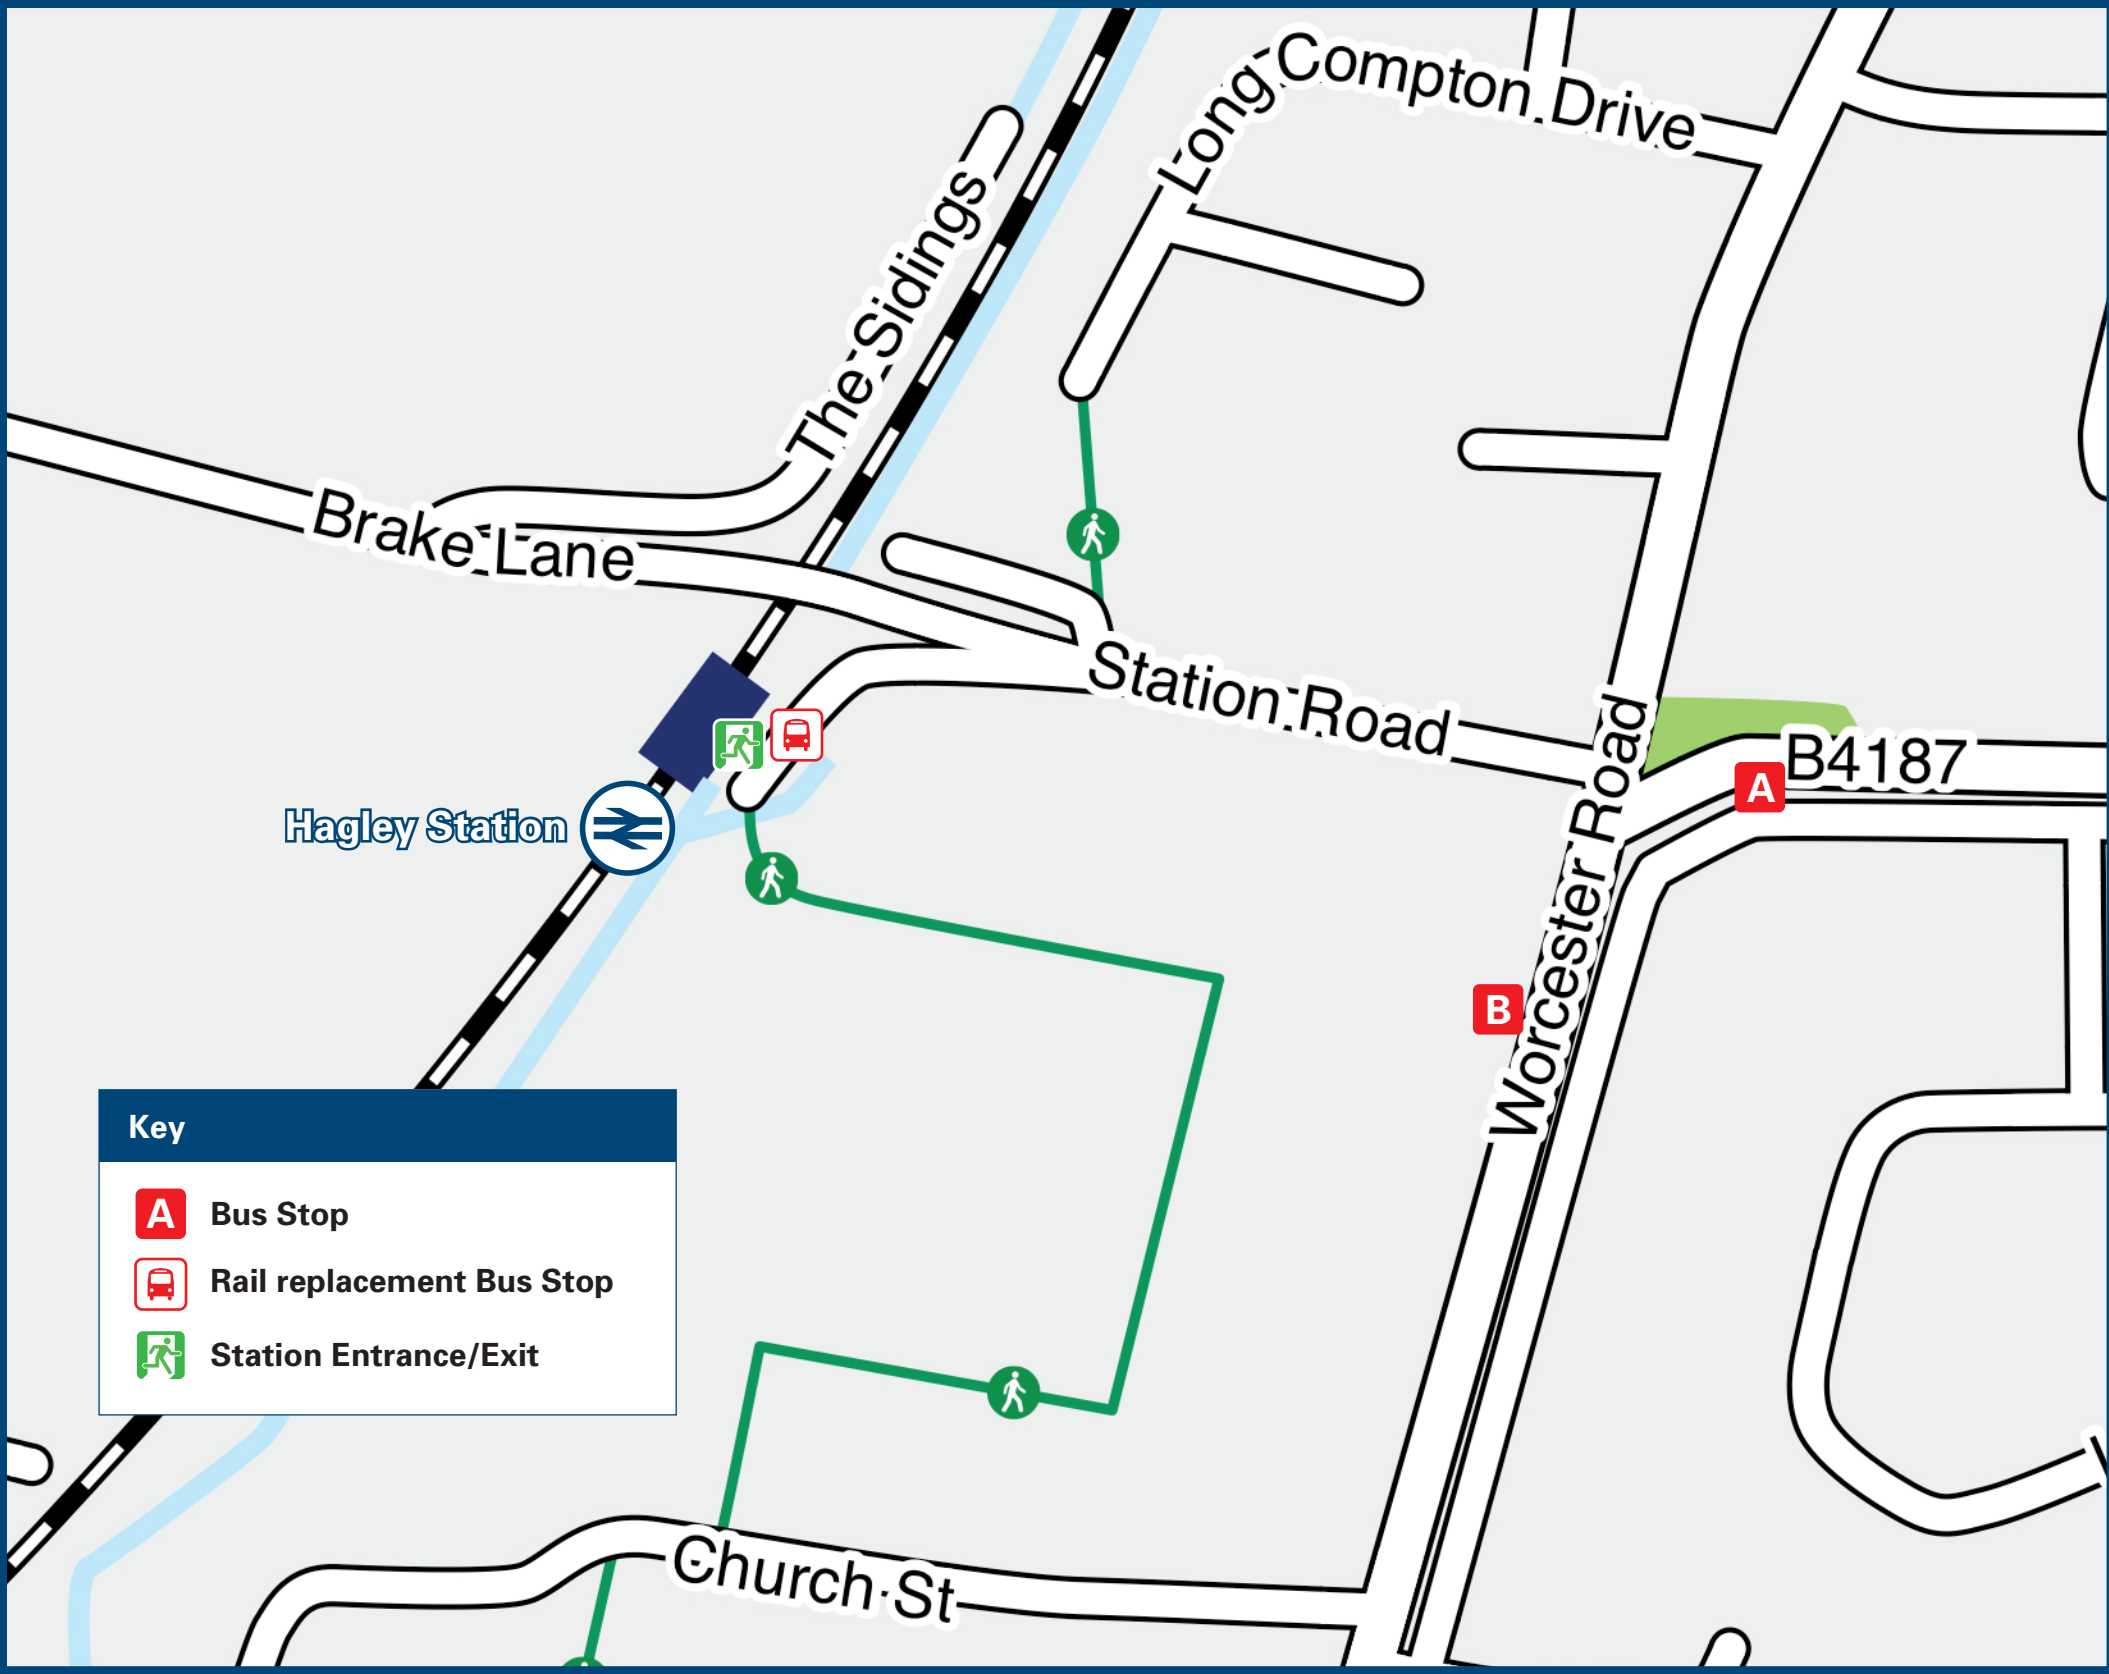 Long Compton Drive
The Sidings
Brake Lane
Station Road
B4187
A
Worcester Road
Hagley Station
B
Key
A Bus Stop
Rail replacement Bus Stop
Station Entrance/Exit
Church St